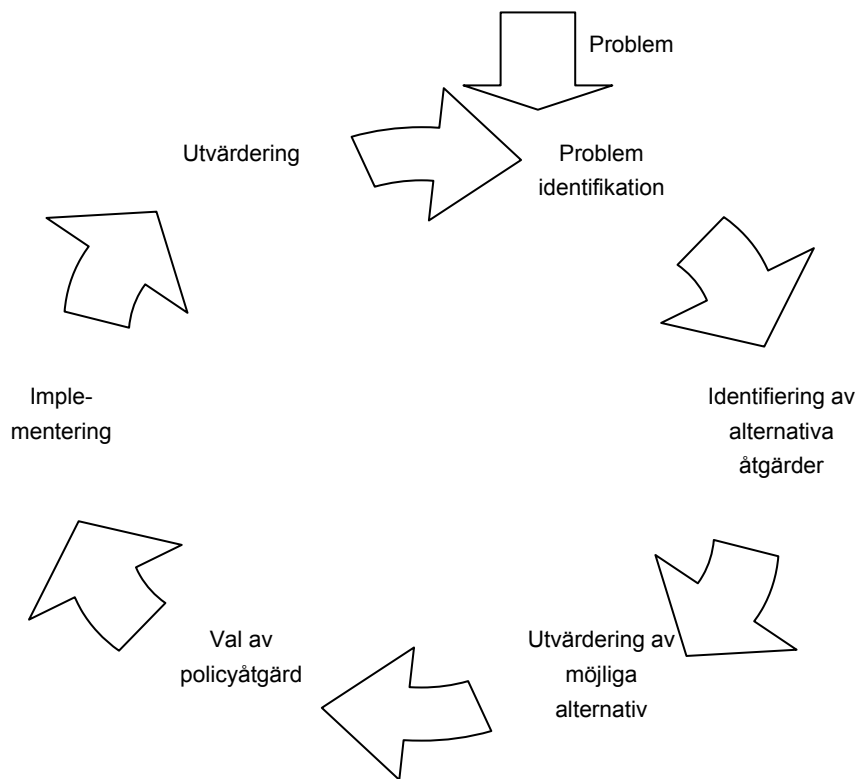 Problem
Problem
identifikation
Identifiering av
alternativa
åtgärder
Utvärdering av
möjliga
alternativ
Val av
policyåtgärd
Imple-
mentering
Utvärdering